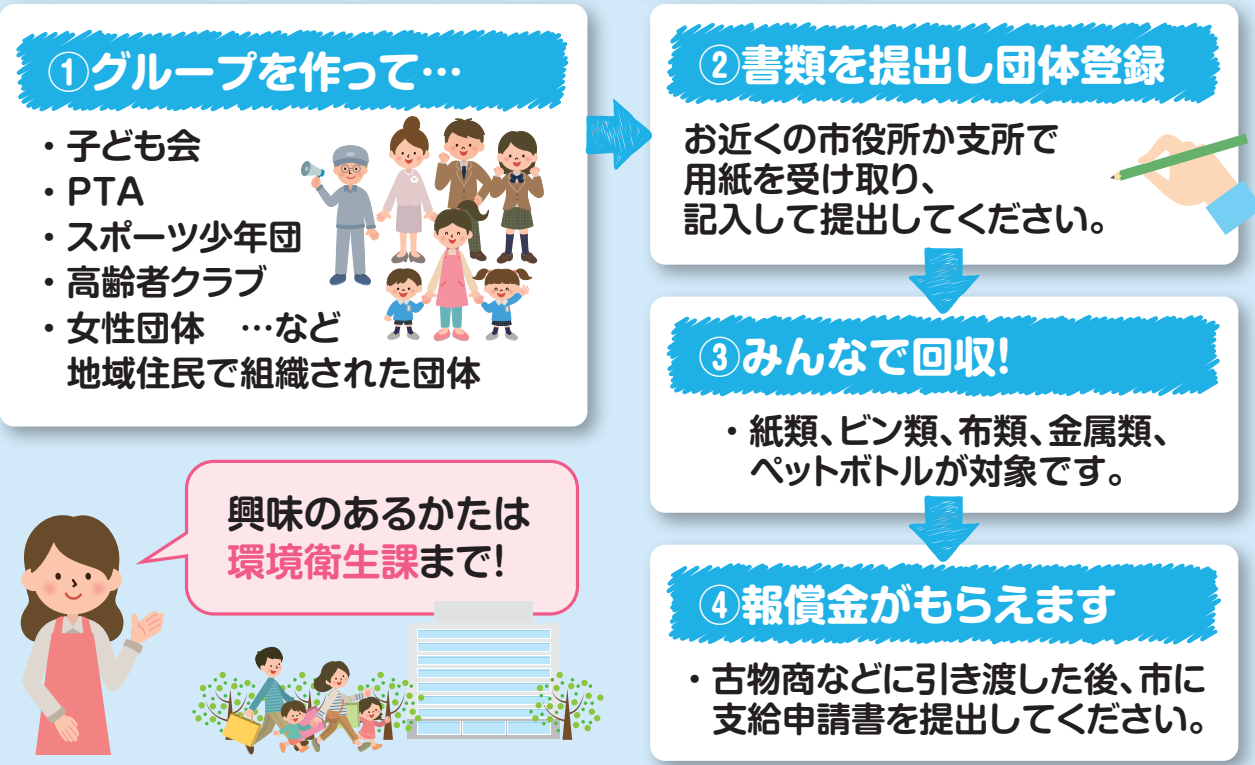 ①グループを作って…
・子ども会
・PTA
・スポーツ少年団
・高齢者クラブ
・女性団体　…など
地域住民で組織された団体
②書類を提出し団体登録
お近くの市役所か支所で
用紙を受け取り、
記入して提出してください。
③みんなで回収!
・紙類、ビン類、布類、金属類、
ペットボトルが対象です。
④報償金がもらえます
・古物商などに引き渡した後、市に
支給申請書を提出してください。
興味のあるかたは
環境衛生課まで!